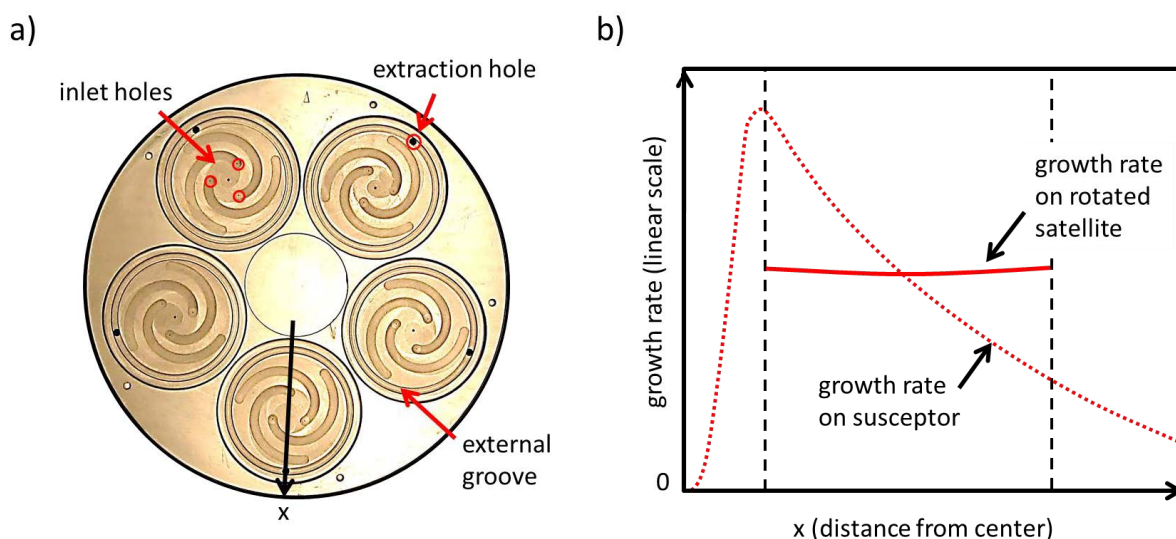 a)
inlet holes
extraction hole
external
groove
x
b)
growth rate (linear scale)
0
growth rate
on rotated
satellite
growth rate
on susceptor
x (distance from center)